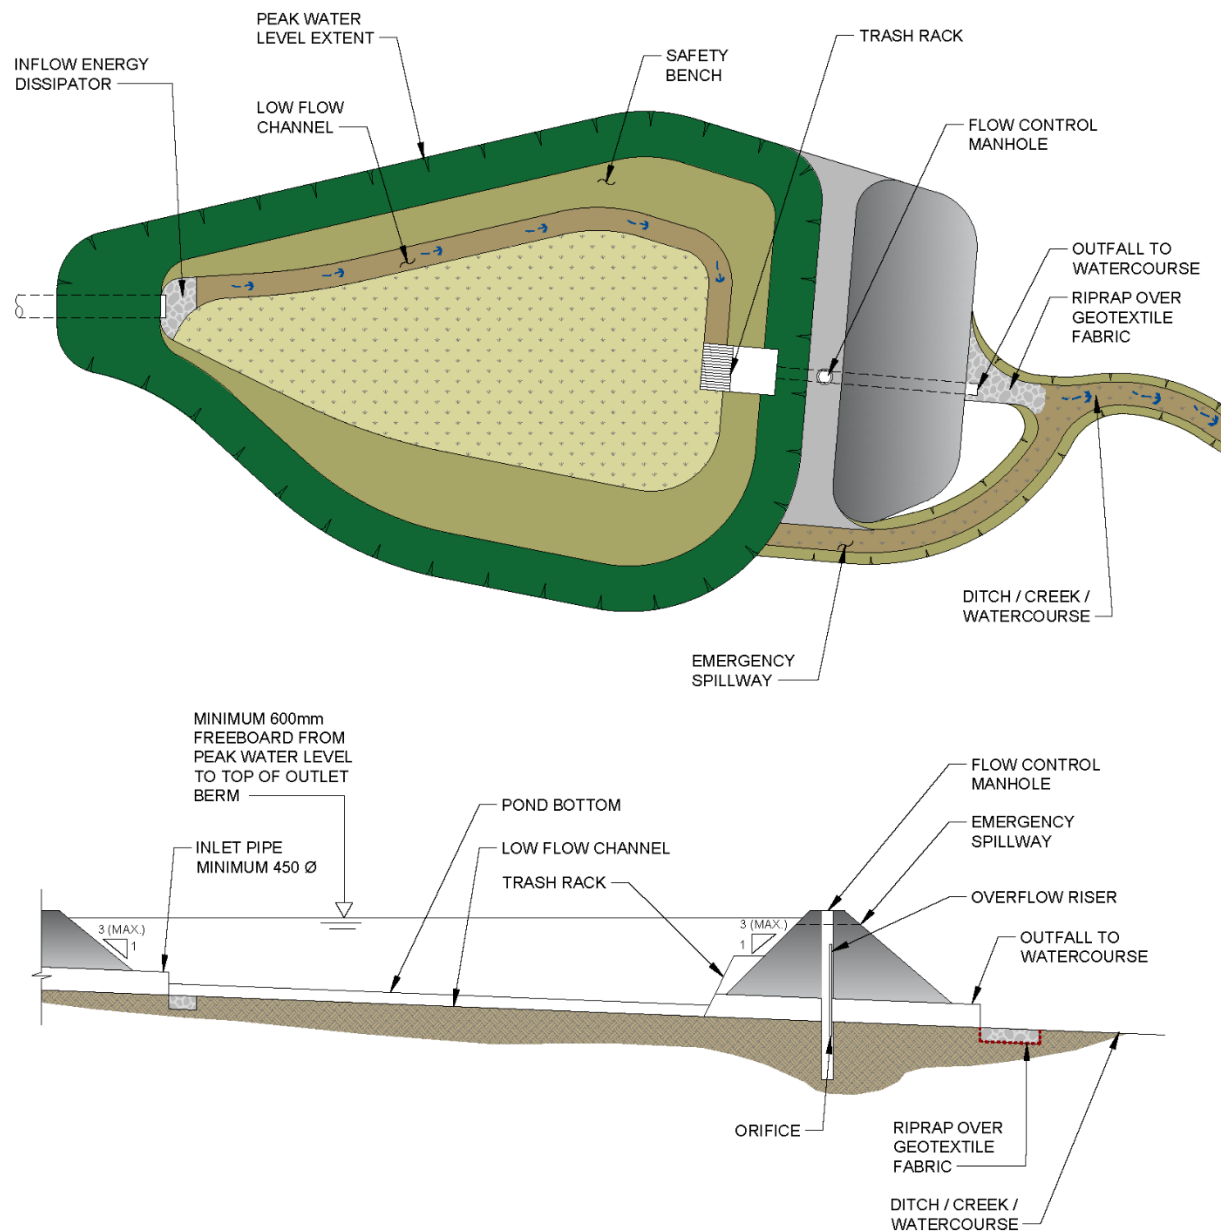 PEAK WATER
LEVEL EXTENT
TRASH RACK
INFLOW ENERGY
DISSIPATOR
SAFETY
BENCH
LOW FLOW
CHANNEL
FLOW CONTROL
MANHOLE
OUTFALL TO
WATERCOURSE
RIPRAP OVER
GEOTEXTILE
FABRIC
DITCH / CREEK /
WATERCOURSE
EMERGENCY
SPILLWAY
MINIMUM 600mm
FREEBOARD FROM
PEAK WATER LEVEL
TO TOP OF OUTLET
BERM
FLOW CONTROL
MANHOLE
POND BOTTOM
EMERGENCY
SPILLWAY
INLET PIPE
MINIMUM 450 Ø
LOW FLOW CHANNEL
TRASH RACK
OVERFLOW RISER
3 (MAX.)
1
3 (MAX.)
1
OUTFALL TO
WATERCOURSE
ORIFICE
RIPRAP OVER
GEOTEXTILE
FABRIC
DITCH / CREEK /
WATERCOURSE